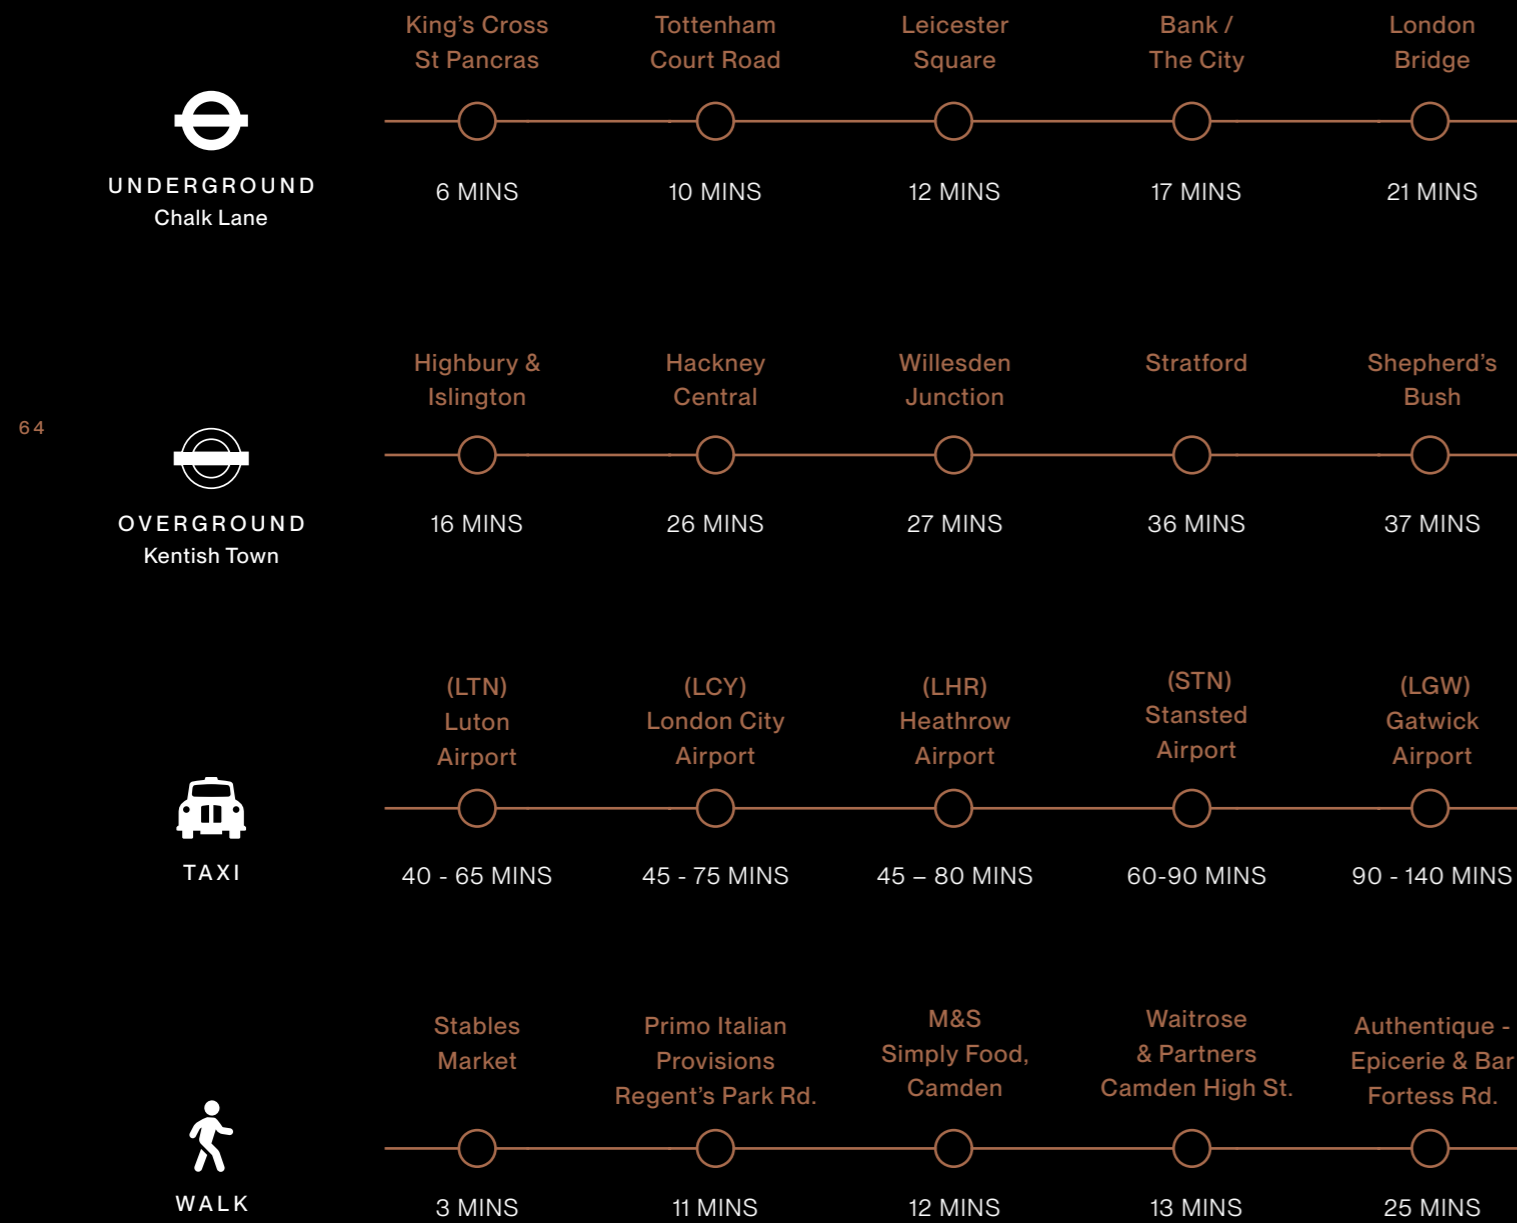 King's Cross
St Pancras
Tottenham
Court Road
Leicester
Square
Bank /
The City
London
Bridge
UNDERGROUND
Chalk Lane
6 MINS
10 MINS
12 MINS
17 MINS
21 MINS
64
Highbury &
Islington
Hackney
Central
Willesden
Junction
Stratford
Shepherd's
Bush
OVERGROUND
Kentish Town
16 MINS
26 MINS
27 MINS
36 MINS
37 MINS
(LTN)
Luton
Airport
(LCY)
London City
Airport
(LHR)
Heathrow
Airport
(STN)
Stansted
Airport
(LGW)
Gatwick
Airport
TAXI
40 - 65 MINS
45 - 75 MINS
45 – 80 MINS
60-90 MINS
90 - 140 MINS
Stables
Market
Primo Italian
Provisions
Regent's Park Rd.
M&S
Simply Food,
Camden
Waitrose
& Partners
Camden High St.
Authentique -
Epicerie & Bar
Fortess Rd.
WALK
3 MINS
11 MINS
12 MINS
13 MINS
25 MINS